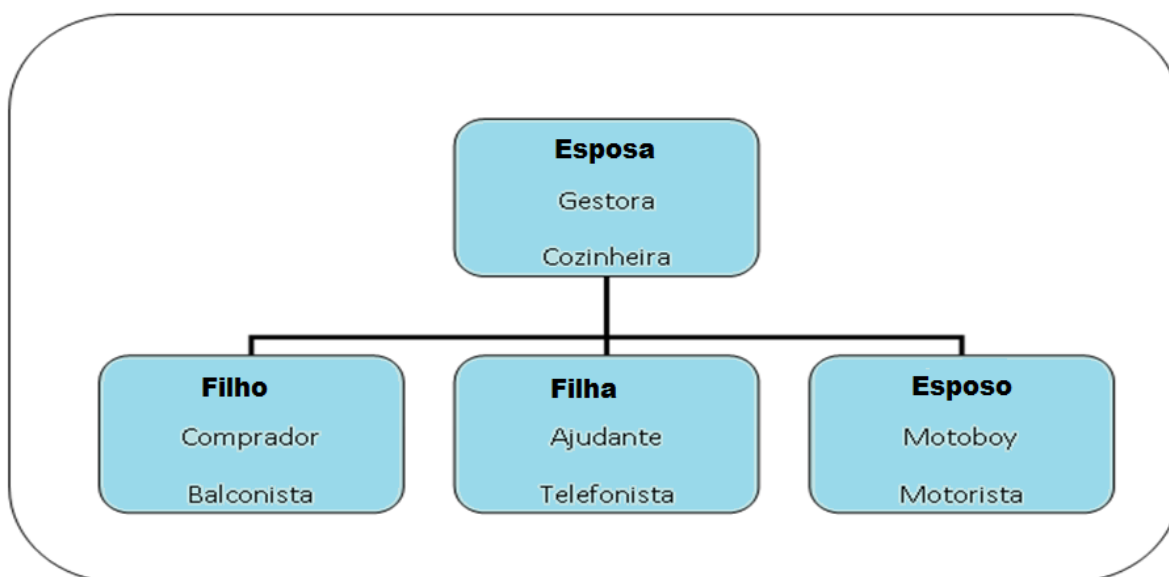 Esposa
Gestora
Cozinheira
Filho
Comprador
Balconista
Filha
Ajudante
Telefonista
Esposo
Motoboy
Motorista